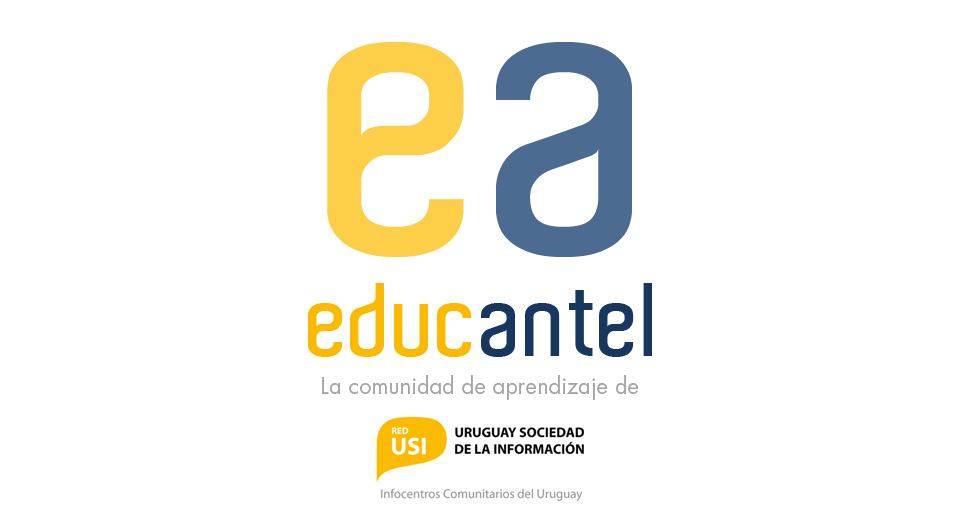 ea
educantel
La comunidad de aprendizaje de
RED
USI
URUGUAY SOCIEDAD
DE LA INFORMACIÓN
Infocentros Comunitarios del Uruguay